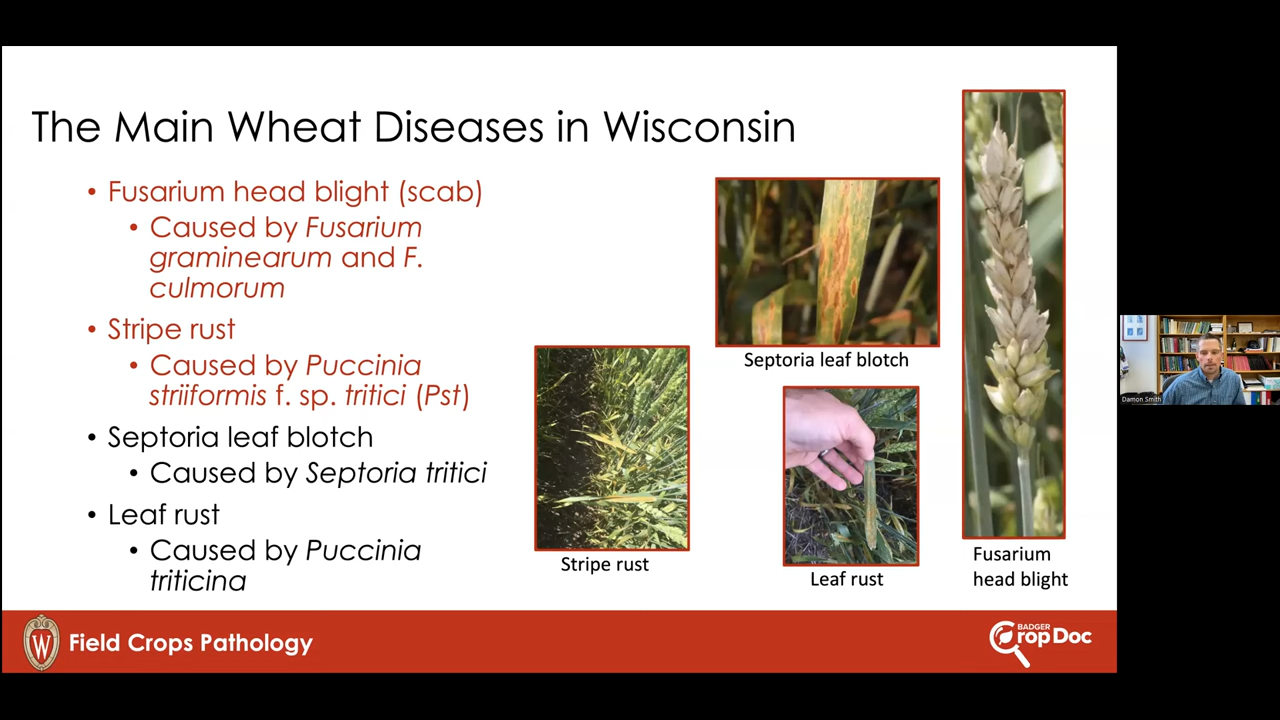 The Main Wheat Diseases in Wisconsin
• Fusarium head blight (scab)
• Caused by Fusarium
graminearum and F.
culmorum
• Stripe rust
• Caused by Puccinia
striiformis f. sp. tritici (Pst)
• Septoria leaf blotch
• Caused by Septoria tritici
• Leaf rust
• Caused by Puccinia
triticina
Septoria leaf blotch
Stripe rust
Leaf rust
Fusarium
head blight
W
Field Crops Pathology
BADGER
CropDoc
Damon Smith